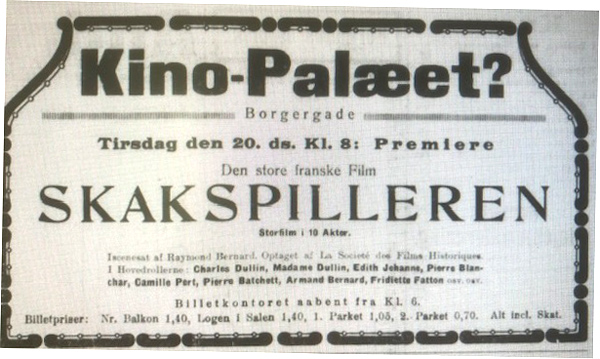 Kino-Palæet?
Borgergade
Tirsdag den 20. ds. Kl. 8: Premiere
Den store franske Film
SKAKSPILLEREN
Storfilm i 10 Akter.
Iscenesat af Raymond Bernard. Optaget af La Societé des Films Historiques.
I Hovedrollerne: Charles Dullin, Madame Dullin, Edith Jehanne, Pierre Blan-
char, Camille Pert, Pierre Batcheff, Armand Bernard, Fridiette Fatton osv. osv.
Billetkontoret aabent fra Kl. 6.
Billetpriser: Nr. Balkon 1,40, Logen i Salen 1,40, 1. Parket 1,05, 2. Parket 0,70. Alt incl. Skat.